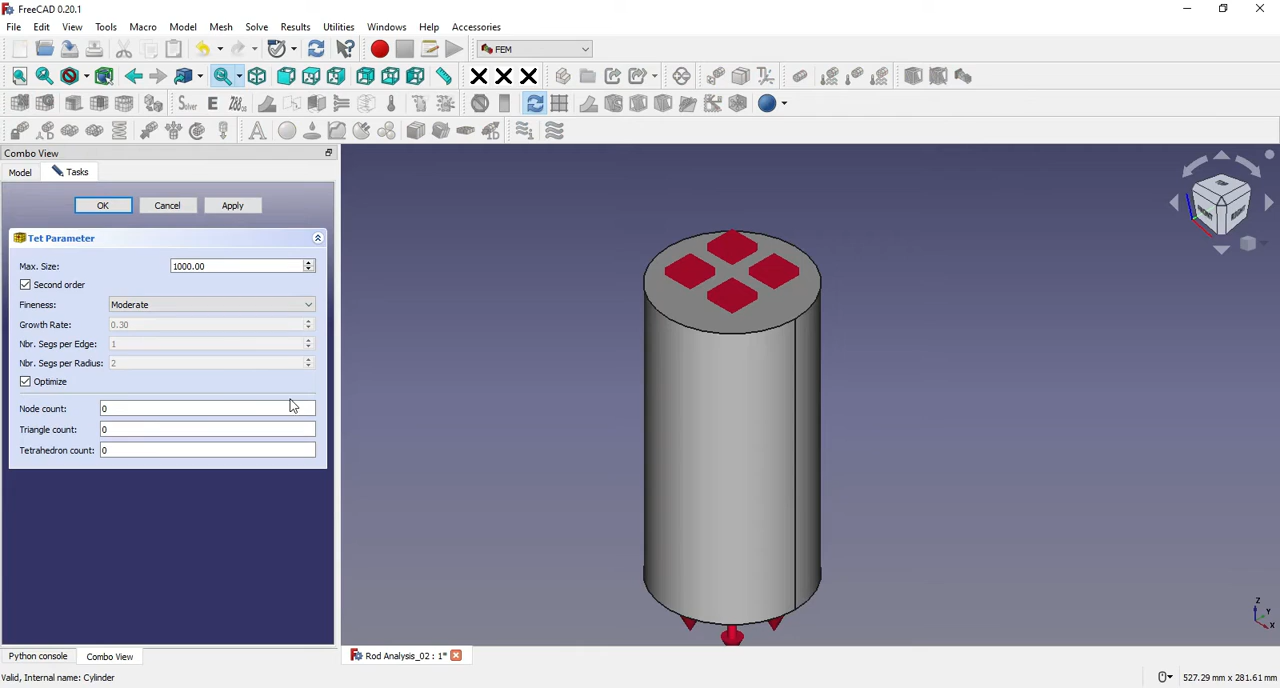 FreeCAD 0.20.1
File Edit View Tools Macro Model Mesh Solve Results Utilities Windows Help Accessories
FEM
Solver E
A
Combo View
Model Tasks
OK Cancel Apply
Tet Parameter
Max. Size: 1000.00
Second order
Fineness: Moderate
Growth Rate: 0.30
Nbr. Segs per Edge: 1
Nbr. Segs per Radius: 2
Optimize
Node count: 0
Triangle count: 0
Tetrahedron count: 0
FRONT RIGHT
Z
Y
X
Python console Combo View
Rod Analysis_02 : 1*
Valid, Internal name: Cylinder
527.29 mm x 281.61 mm